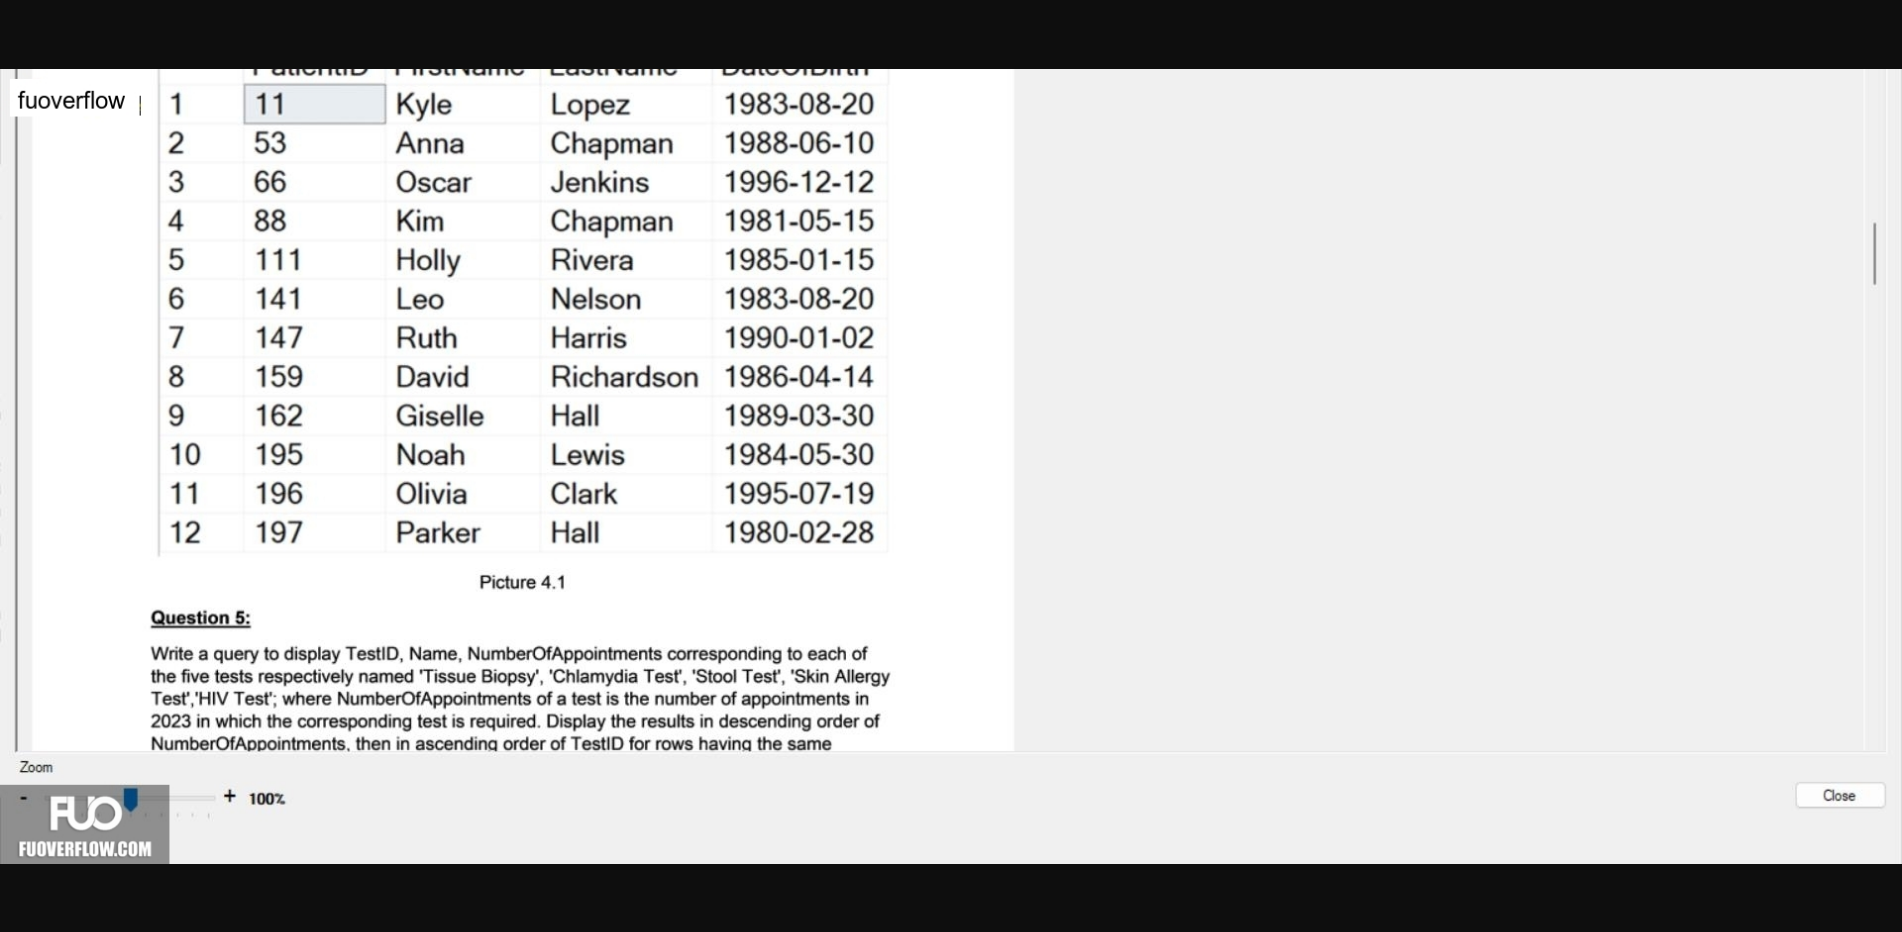 PatientID FirstName LastName DateOfBirth
fuoverflow
1 11 Kyle Lopez 1983-08-20
2 53 Anna Chapman 1988-06-10
3 66 Oscar Jenkins 1996-12-12
4 88 Kim Chapman 1981-05-15
5 111 Holly Rivera 1985-01-15
6 141 Leo Nelson 1983-08-20
7 147 Ruth Harris 1990-01-02
8 159 David Richardson 1986-04-14
9 162 Giselle Hall 1989-03-30
10 195 Noah Lewis 1984-05-30
11 196 Olivia Clark 1995-07-19
12 197 Parker Hall 1980-02-28
Picture 4.1
Question 5:
Write a query to display TestID, Name, NumberOfAppointments corresponding to each of
the five tests respectively named 'Tissue Biopsy', 'Chlamydia Test', 'Stool Test', 'Skin Allergy
Test','HIV Test'; where NumberOfAppointments of a test is the number of appointments in
2023 in which the corresponding test is required. Display the results in descending order of
NumberOfAppointments, then in ascending order of TestID for rows having the same
Zoom
- + 100%
Close
FUO
FUOVERFLOW.COM